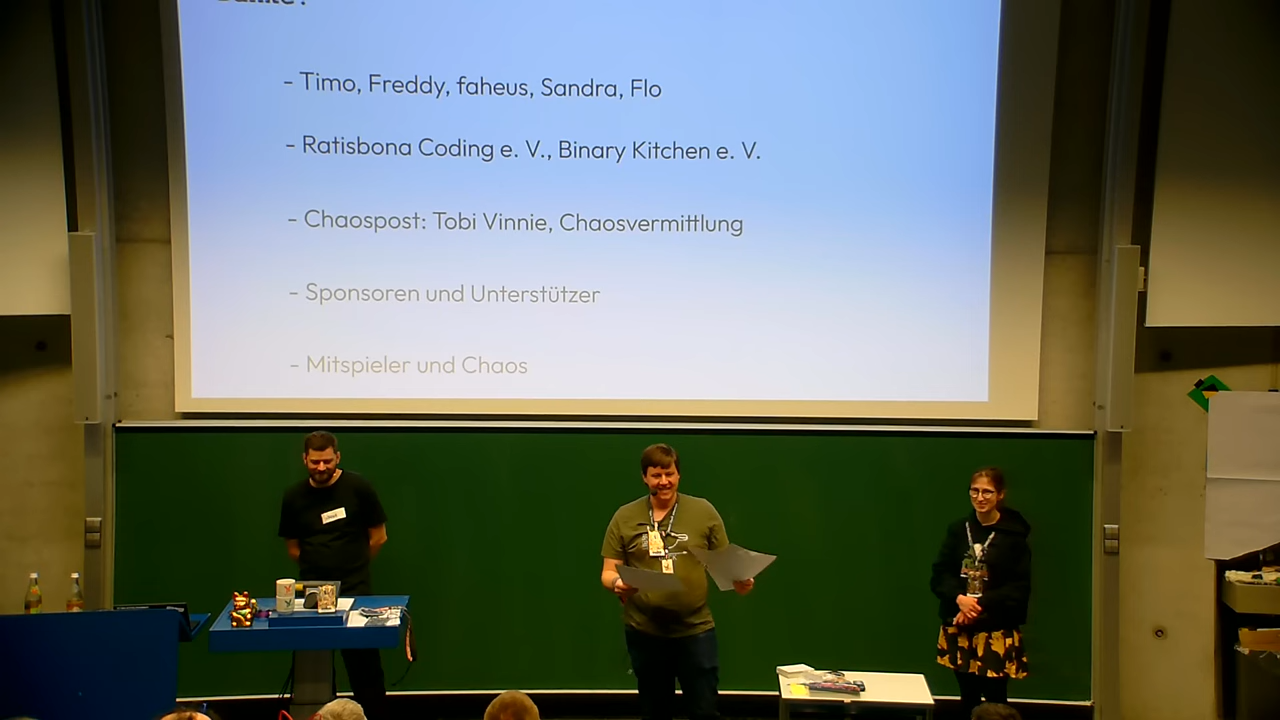 Danke!
- Timo, Freddy, faheus, Sandra, Flo
- Ratisbona Coding e. V., Binary Kitchen e. V.
- Chaospost: Tobi Vinnie, Chaosvermittlung
- Sponsoren und Unterstützer
- Mitspieler und Chaos